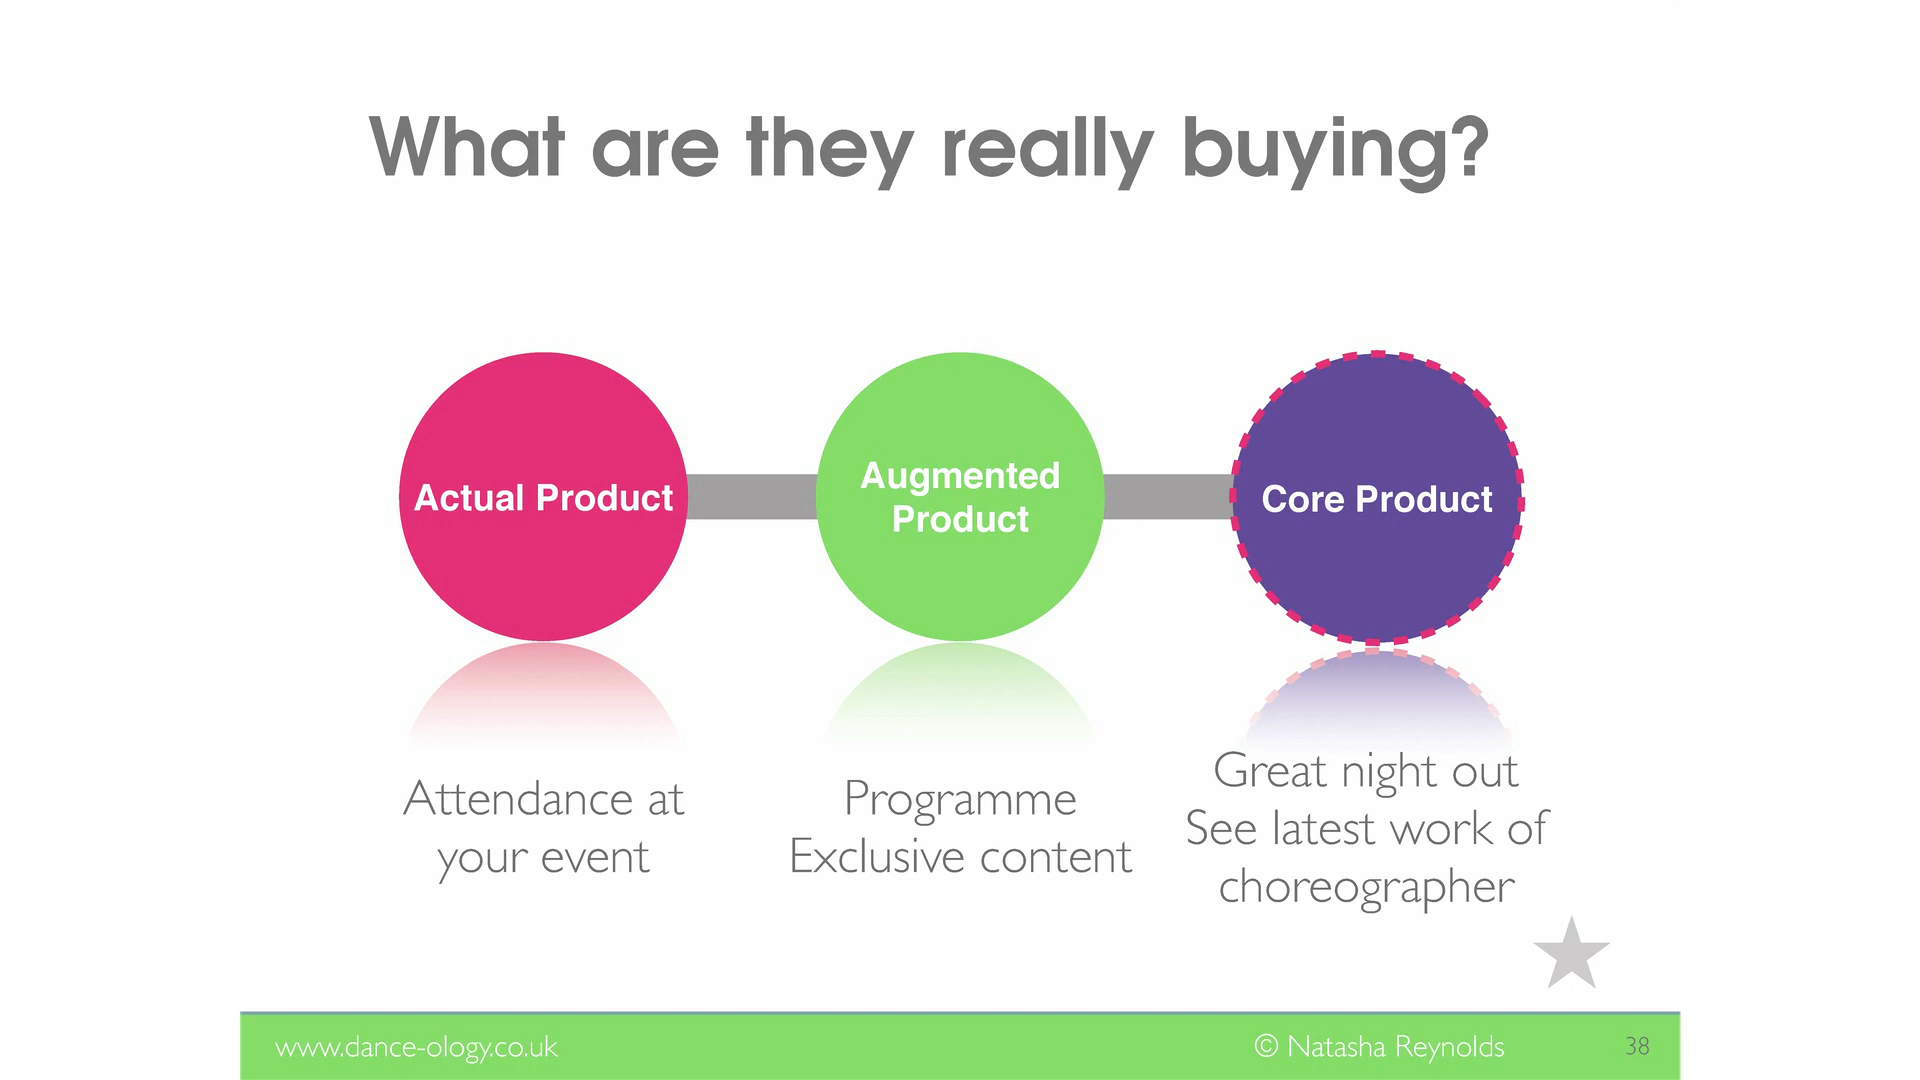 What are they really buying?
Actual Product
Augmented
Product
Core Product
Attendance at
your event
Programme
Exclusive content
Great night out
See latest work of
choreographer
www.dance-ology.co.uk
© Natasha Reynolds
38